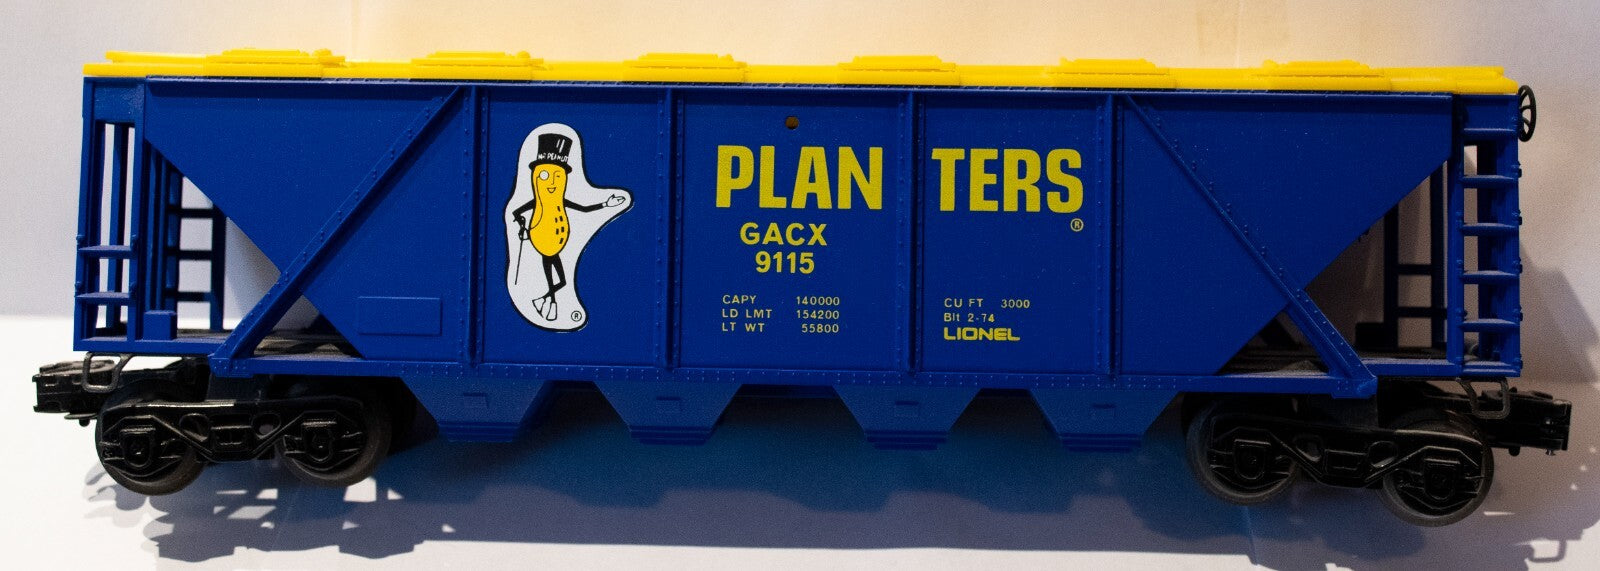 MR PEANUT
®
PLANTERS
®
GACX
9115
CAPY 140000
LD LMT 154200
LT WT 55800
CU FT 3000
Blt 2-74
LIONEL